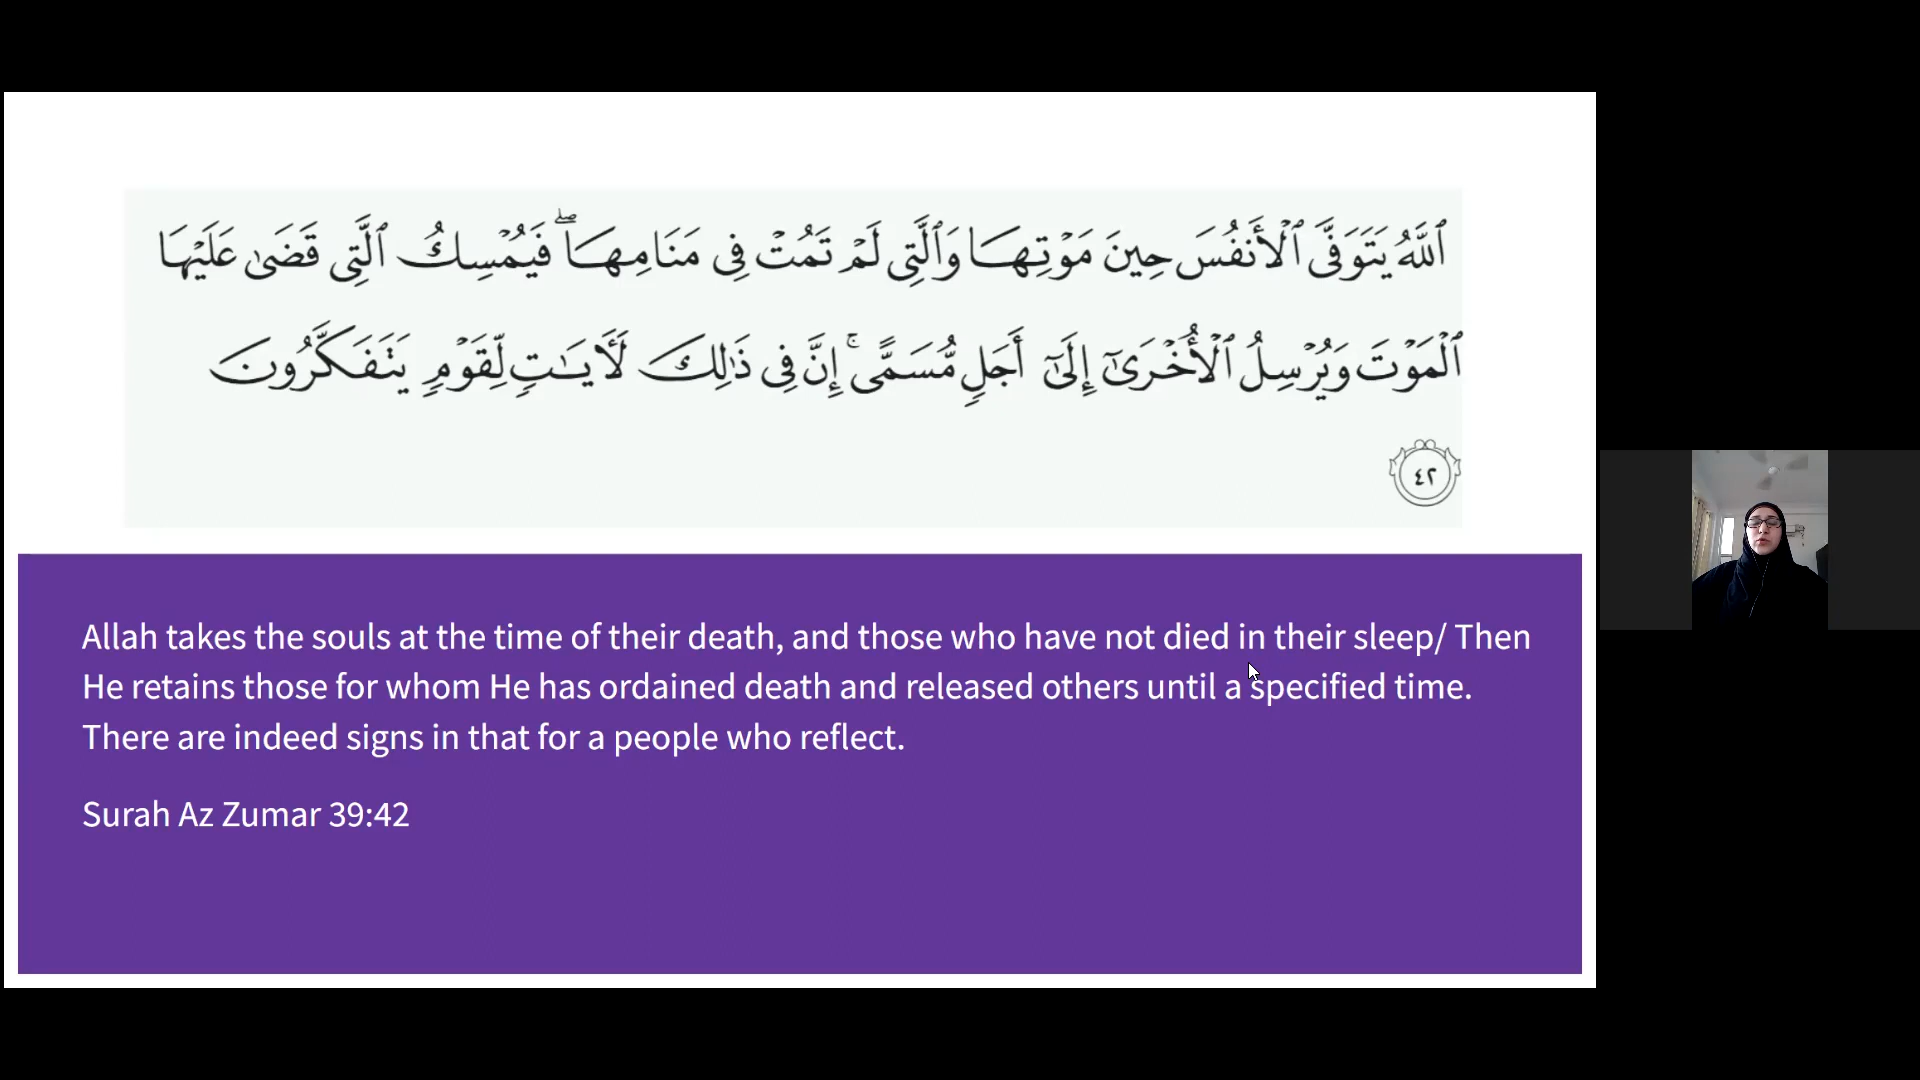 ٱللَّهُ يَتَوَفَّى ٱلْأَنفُسَ حِينَ مَوْتِهَا وَٱلَّتِى لَمْ تَمُتْ فِى مَنَامِهَا ۖ فَيُمْسِكُ ٱلَّتِى قَضَىٰ عَلَيْهَا
ٱلْمَوْتَ وَيُرْسِلُ ٱلْأُخْرَىٰٓ إِلَىٰٓ أَجَلٍ مُّسَمًّى ۚ إِنَّ فِى ذَٰلِكَ لَـَٔايَـٰتٍ لِّقَوْمٍ يَتَفَكَّرُونَ
٤٢
Allah takes the souls at the time of their death, and those who have not died in their sleep/ Then
He retains those for whom He has ordained death and released others until a specified time.
There are indeed signs in that for a people who reflect.
Surah Az Zumar 39:42